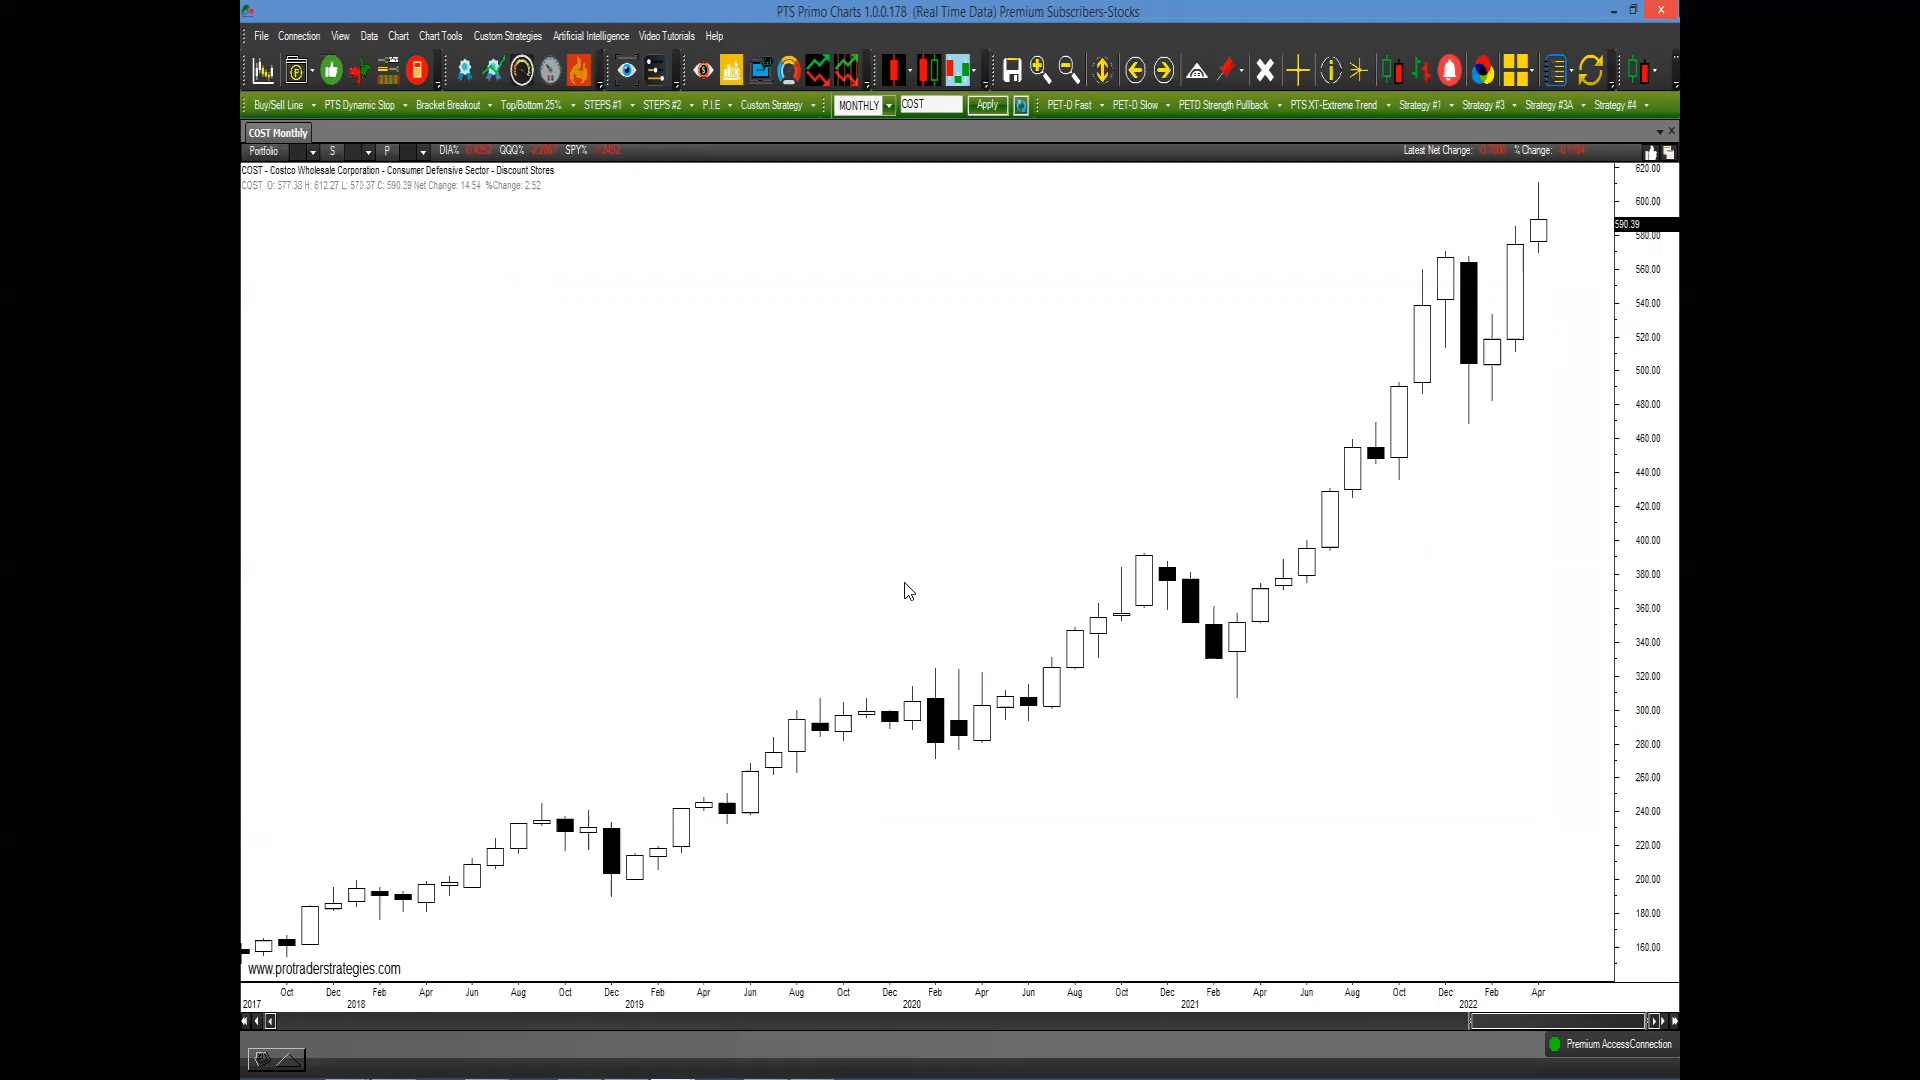 PTS Primo Charts 1.0.0.178 (Real Time Data) Premium Subscribers-Stocks
File Connection View Data Chart Chart Tools Custom Strategies Artificial Intelligence Video Tutorials Help
Buy/Sell Line PTS Dynamic Stop Bracket Breakout Top/Bottom 25% STEPS #1 STEPS #2 P.I.E Custom Strategy MONTHLY COST Apply PET-D Fast PET-D Slow PETD Strength Pullback PTS XT-Extreme Trend Strategy #1 Strategy #3 Strategy #3A Strategy #4
COST Monthly
Portfolio S P DIA% QQQ% SPY% Latest Net Change: % Change:
COST - Costco Wholesale Corporation - Consumer Defensive Sector - Discount Stores
COST O: 577.38 H: 612.27 L: 570.37 C: 590.39 Net Change: 14.54 %Change: 2.52
620.00
600.00
590.39
580.00
560.00
540.00
520.00
500.00
480.00
460.00
440.00
420.00
400.00
380.00
360.00
340.00
320.00
300.00
280.00
260.00
240.00
220.00
200.00
180.00
160.00
www.protraderstrategies.com
Oct Dec Feb Apr Jun Aug Oct Dec Feb Apr Jun Aug Oct Dec Feb Apr Jun Aug Oct Dec Feb Apr Jun Aug Oct Dec Feb Apr
2017 2018 2019 2020 2021 2022
Premium AccessConnection